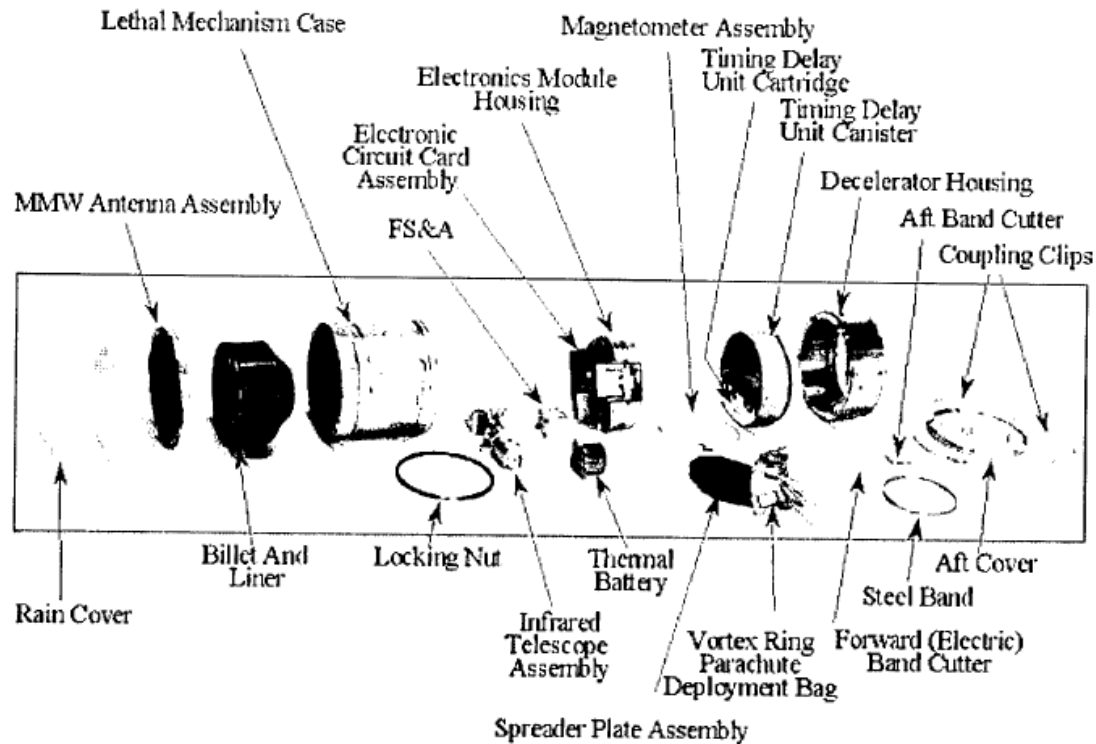 Lethal Mechanism Case
Magnetometer Assembly
Timing Delay
Unit Cartridge
Electronics Module
Housing
Timing Delay
Unit Canister
Electronic
Circuit Card
Assembly
Decelerator Housing
MMW Antenna Assembly
Aft Band Cutter
FS&A
Coupling Clips
Billet And
Liner
Locking Nut
Thermal
Battery
Aft Cover
Rain Cover
Steel Band
Infrared
Telescope
Assembly
Vortex Ring
Parachute
Deployment Bag
Forward (Electric)
Band Cutter
Spreader Plate Assembly